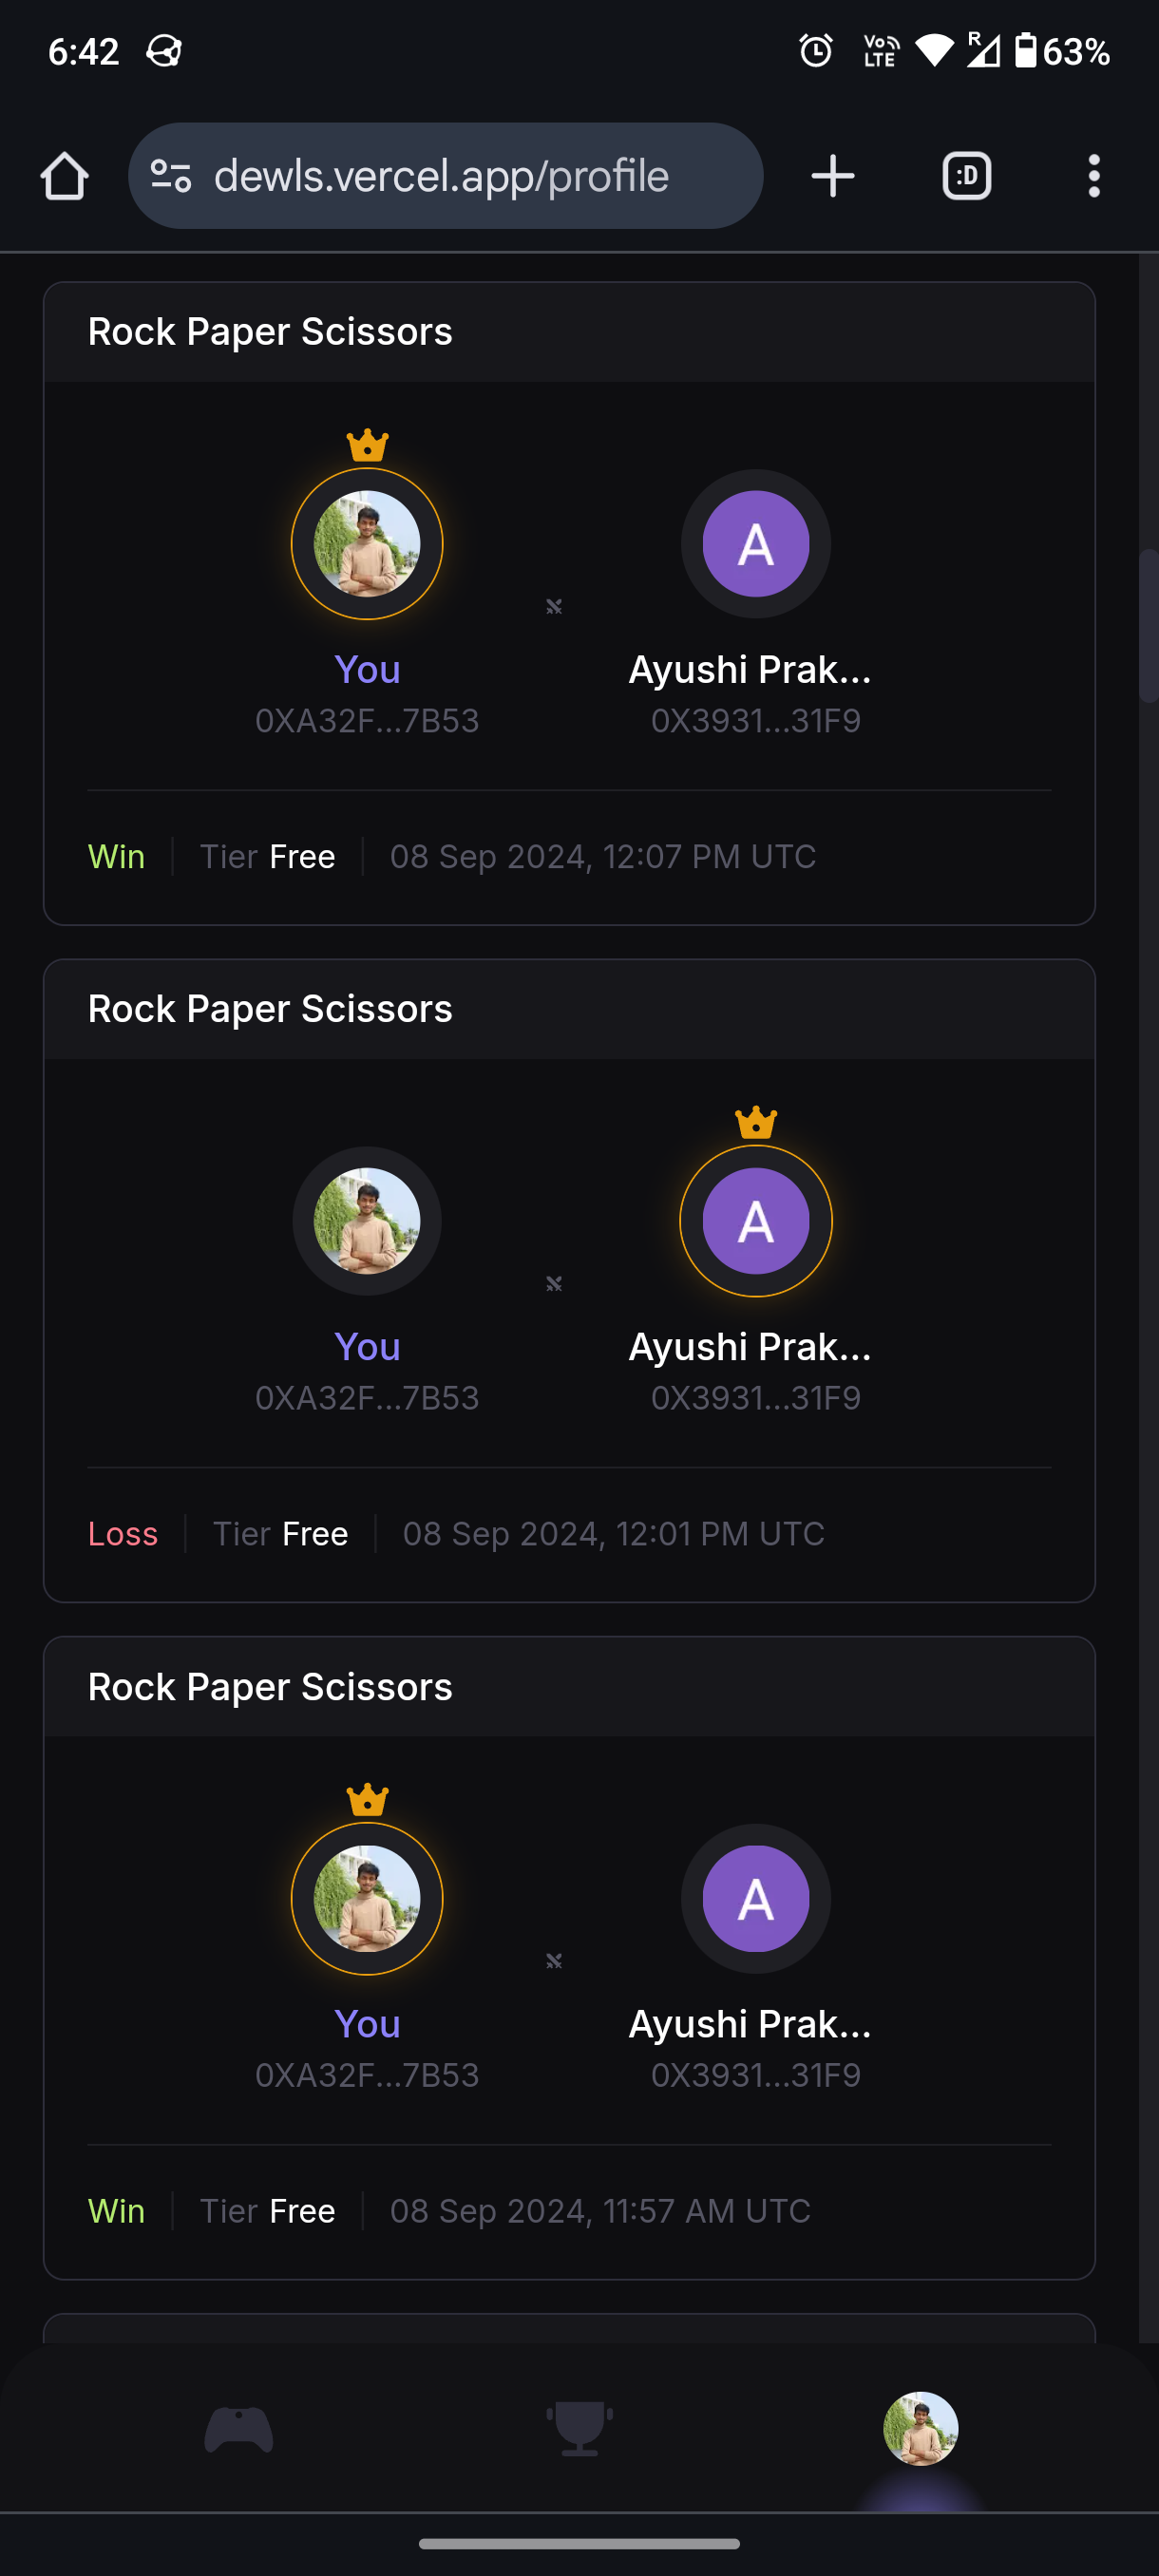 6:42 Vo LTE R 63%
dewls.vercel.app/profile :D
Rock Paper Scissors
A
You Ayushi Prak...
0XA32F...7B53 0X3931...31F9
Win Tier Free 08 Sep 2024, 12:07 PM UTC
Rock Paper Scissors
A
You Ayushi Prak...
0XA32F...7B53 0X3931...31F9
Loss Tier Free 08 Sep 2024, 12:01 PM UTC
Rock Paper Scissors
A
You Ayushi Prak...
0XA32F...7B53 0X3931...31F9
Win Tier Free 08 Sep 2024, 11:57 AM UTC